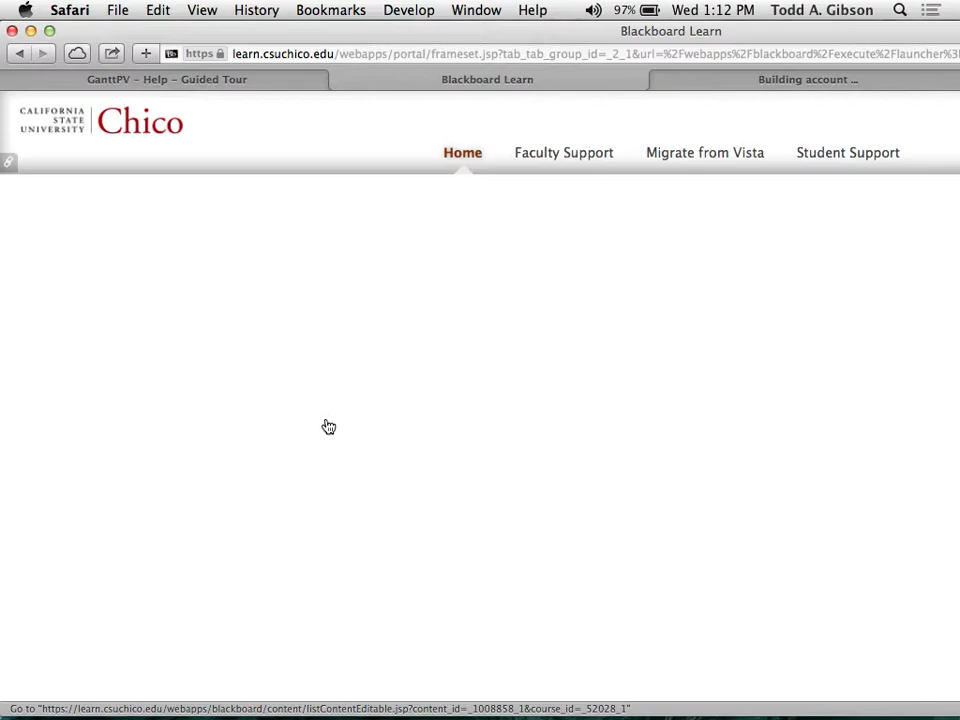 Safari File Edit View History Bookmarks Develop Window Help 97% Wed 1:12 PM Todd A. Gibson
Blackboard Learn
https learn.csuchico.edu/webapps/portal/frameset.jsp?tab_tab_group_id=_2_1&url=%2Fwebapps%2Fblackboard%2Fexecute%2Flauncher%3
GanttPV – Help – Guided Tour Blackboard Learn Building account ...
CALIFORNIA
STATE
UNIVERSITY
Chico
Home Faculty Support Migrate from Vista Student Support
Go to "https://learn.csuchico.edu/webapps/blackboard/content/listContentEditable.jsp?content_id=_1008858_1&course_id=_52028_1"